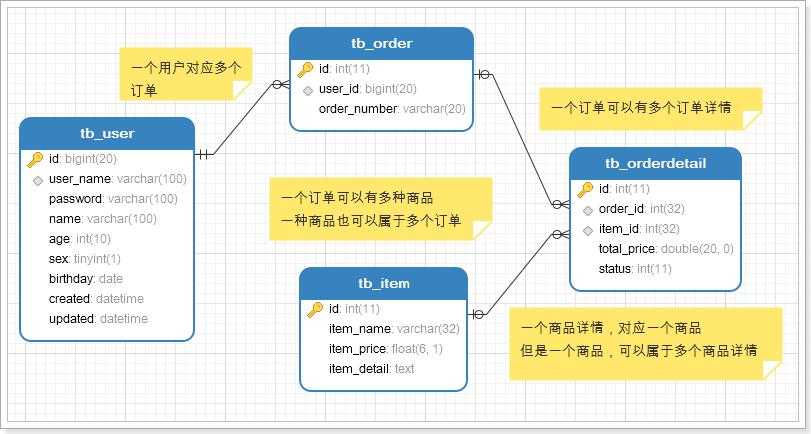 一个用户对应多个
订单
tb_order
id: int(11)
user_id: bigint(20)
order_number: varchar(20)
一个订单可以有多个订单详情
tb_user
id: bigint(20)
user_name: varchar(100)
password: varchar(100)
name: varchar(100)
age: int(10)
sex: tinyint(1)
birthday: date
created: datetime
updated: datetime
一个订单可以有多种商品
一种商品也可以属于多个订单
tb_orderdetail
id: int(11)
order_id: int(32)
item_id: int(32)
total_price: double(20, 0)
status: int(11)
tb_item
id: int(11)
item_name: varchar(32)
item_price: float(6, 1)
item_detail: text
一个商品详情，对应一个商品
但是一个商品，可以属于多个商品详情